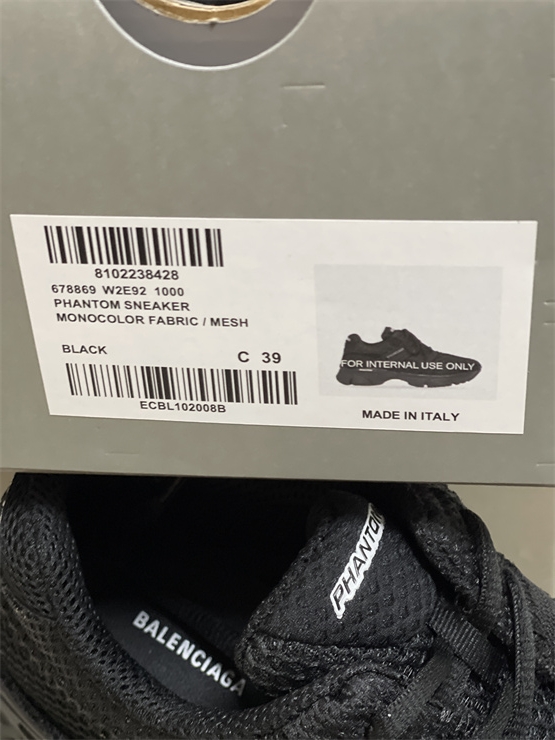 8102238428
678869 W2E92 1000
PHANTOM SNEAKER
MONOCOLOR FABRIC / MESH
BLACK
C 39
ECBL102008B
FOR INTERNAL USE ONLY
MADE IN ITALY
PHANTOM
BALENCIAGA